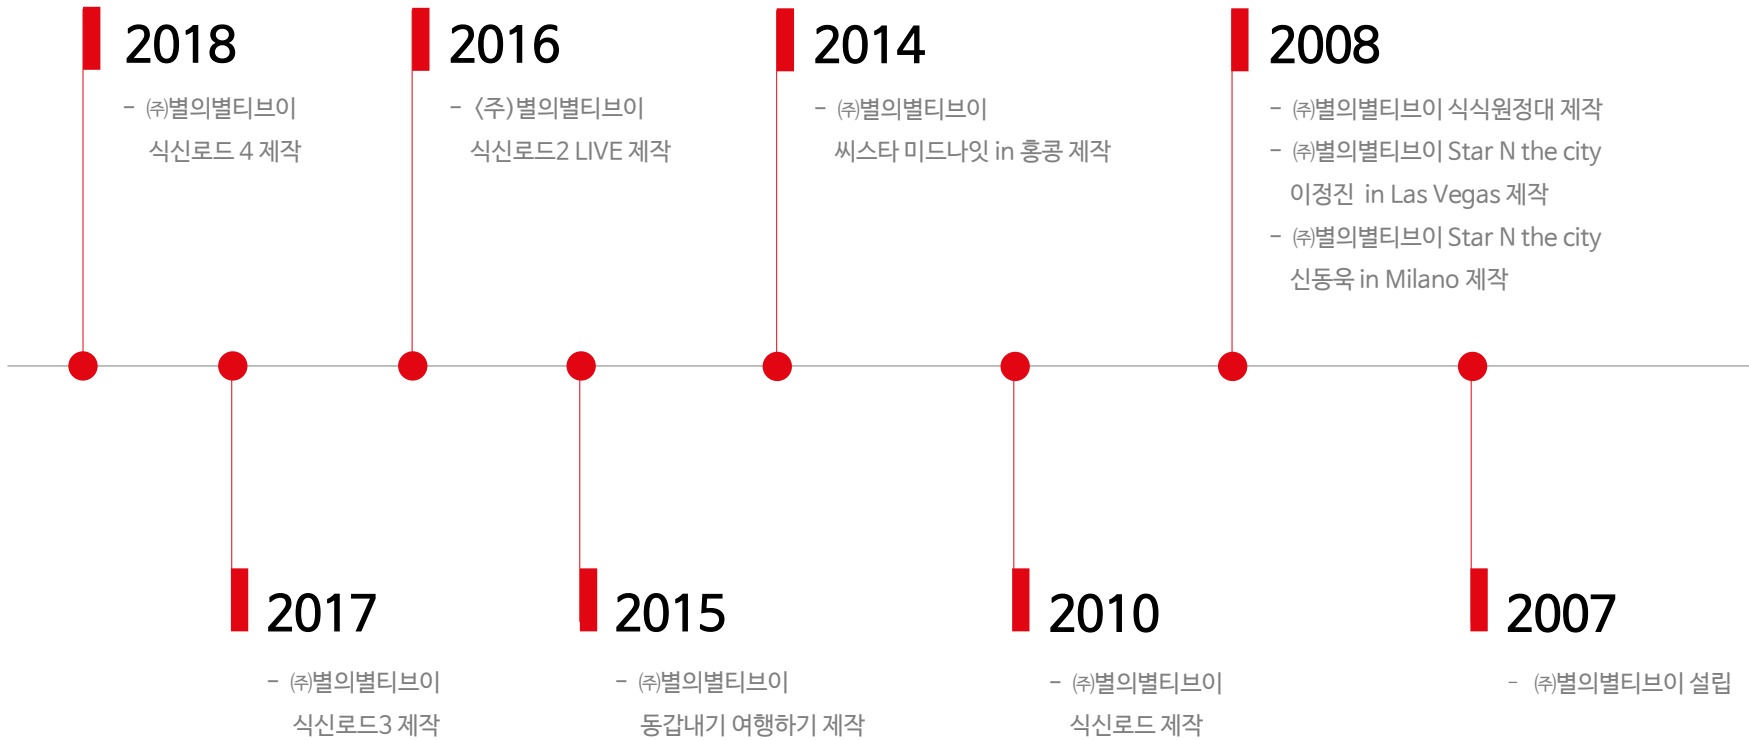 2018
- ㈜별의별티브이
식신로드 4 제작
2016
- (주)별의별티브이
식신로드2 LIVE 제작
2014
- ㈜별의별티브이
씨스타 미드나잇 in 홍콩 제작
2008
- ㈜별의별티브이 식식원정대 제작
- ㈜별의별티브이 Star N the city
이정진 in Las Vegas 제작
- ㈜별의별티브이 Star N the city
신동욱 in Milano 제작
2017
- ㈜별의별티브이
식신로드3 제작
2015
- ㈜별의별티브이
동갑내기 여행하기 제작
2010
- ㈜별의별티브이
식신로드 제작
2007
- ㈜별의별티브이 설립